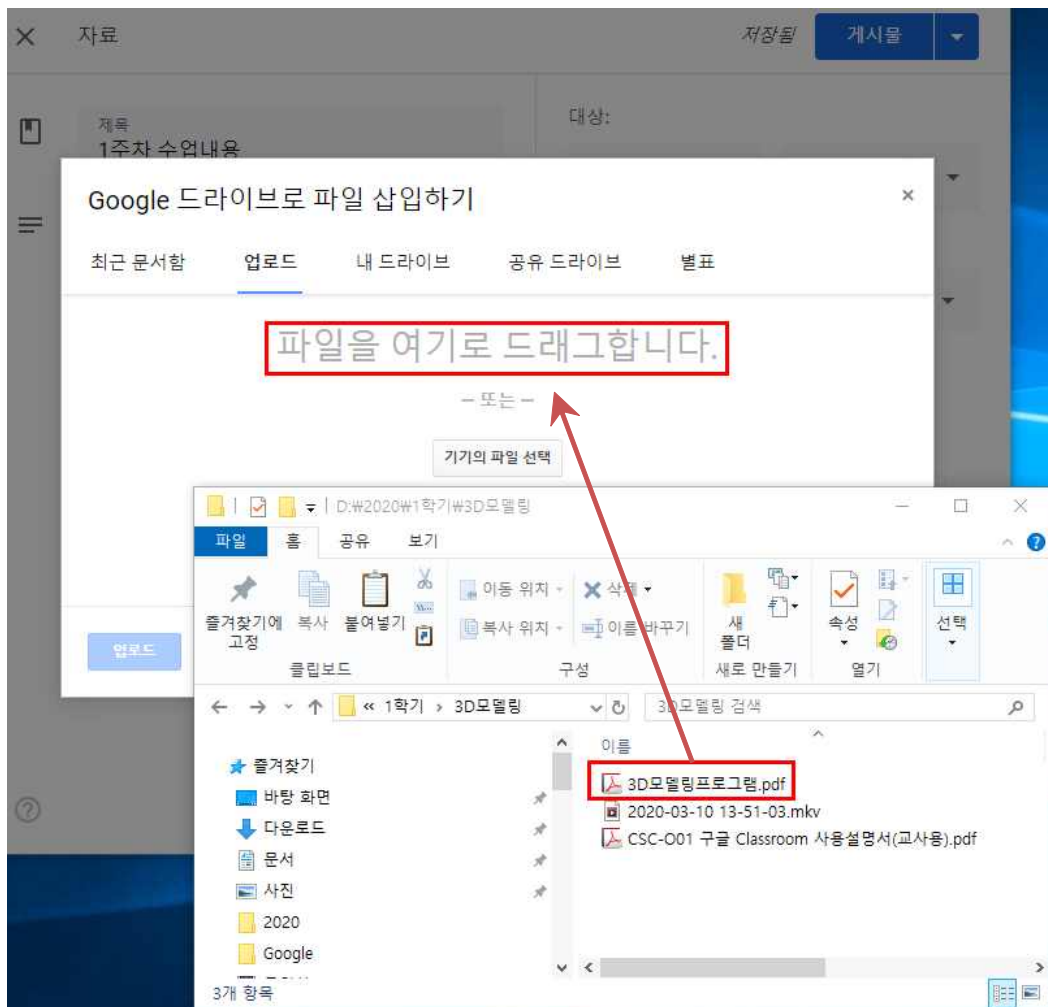 자료
저장됨
게시물
제목
1주차 수업내용
대상:
Google 드라이브로 파일 삽입하기
최근 문서함 업로드 내 드라이브 공유 드라이브 별표
파일을 여기로 드래그합니다.
– 또는 –
기기의 파일 선택
업로드
D:₩2020₩1학기₩3D모델링
파일 홈 공유 보기
즐겨찾기에
고정
복사
붙여넣기
이동 위치
복사 위치
삭제
이름 바꾸기
새
폴더
속성
선택
클립보드 구성 새로 만들기 열기
« 1학기 › 3D모델링
3D모델링 검색
이름
즐겨찾기
바탕 화면
다운로드
문서
사진
2020
Google
3D모델링프로그램.pdf
2020-03-10 13-51-03.mkv
CSC-O01 구글 Classroom 사용설명서(교사용).pdf
3개 항목